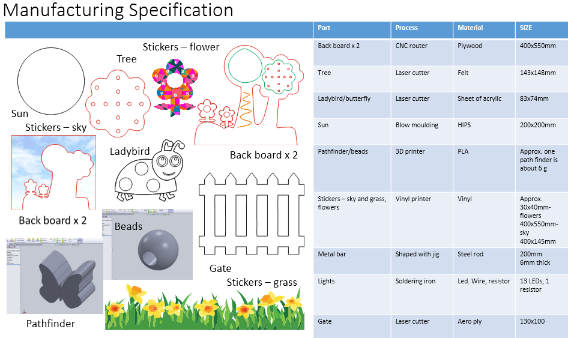 Manufacturing Specification
Stickers – flower
Tree
Sun
Stickers – sky
Ladybird
Back board x 2
Back board x 2
Beads
Gate
Stickers – grass
Pathfinder
Part Process Material SIZE
Back board x 2 CNC router Plywood 400x550mm
Tree Laser cutter Felt 143x148mm
Ladybird/butterfly Laser cutter Sheet of acrylic 83x74mm
Sun Blow moulding HIPS 200x200mm
Pathfinder/beads 3D printer PLA Approx. one
path finder is
about 6 g
Stickers – sky and grass, Vinyl printer Vinyl Approx.
flowers 30x40mm-
flowers
400x550mm-
sky
400x145mm
Metal bar Shaped with jig Steel rod 200mm
6mm thick
Lights Soldering iron Led. Wire, resistor 13 LEDs, 1
resistor
Gate Laser cutter Aero ply 130x100